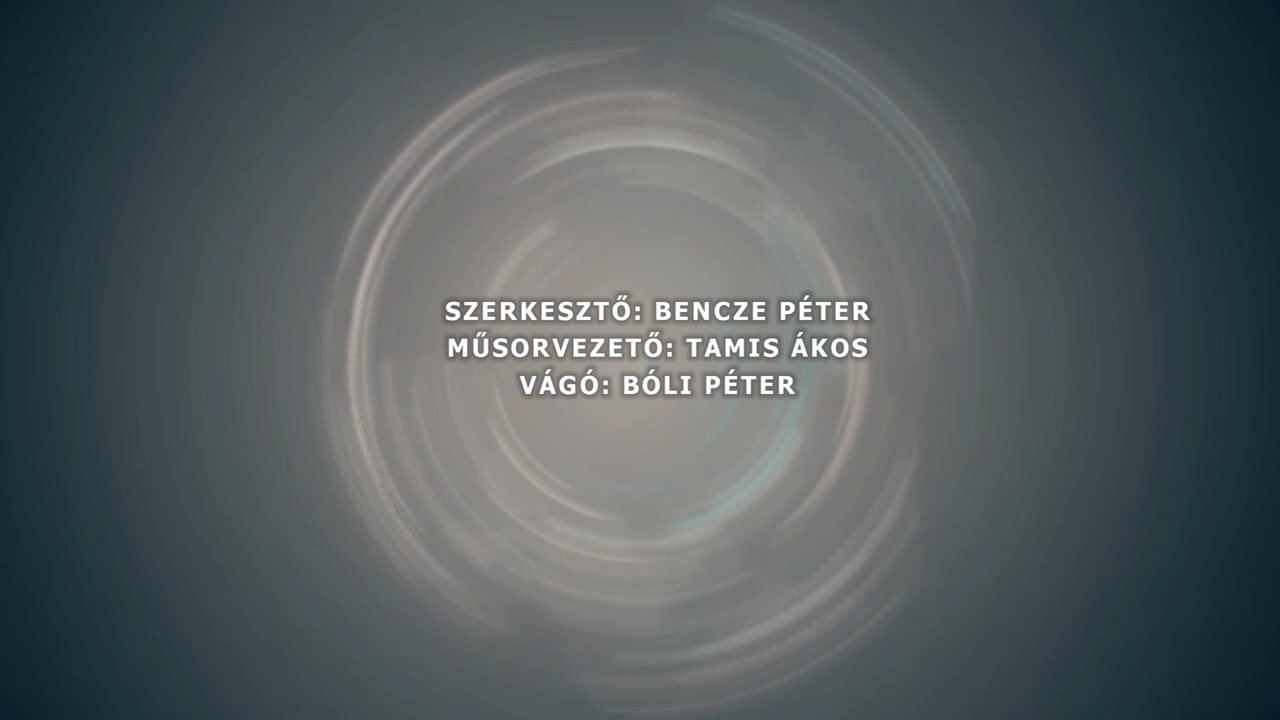 SZERKESZTŐ: BENCZE PÉTER
MŰSORVEZETŐ: TAMIS ÁKOS
VÁGÓ: BÓLI PÉTER